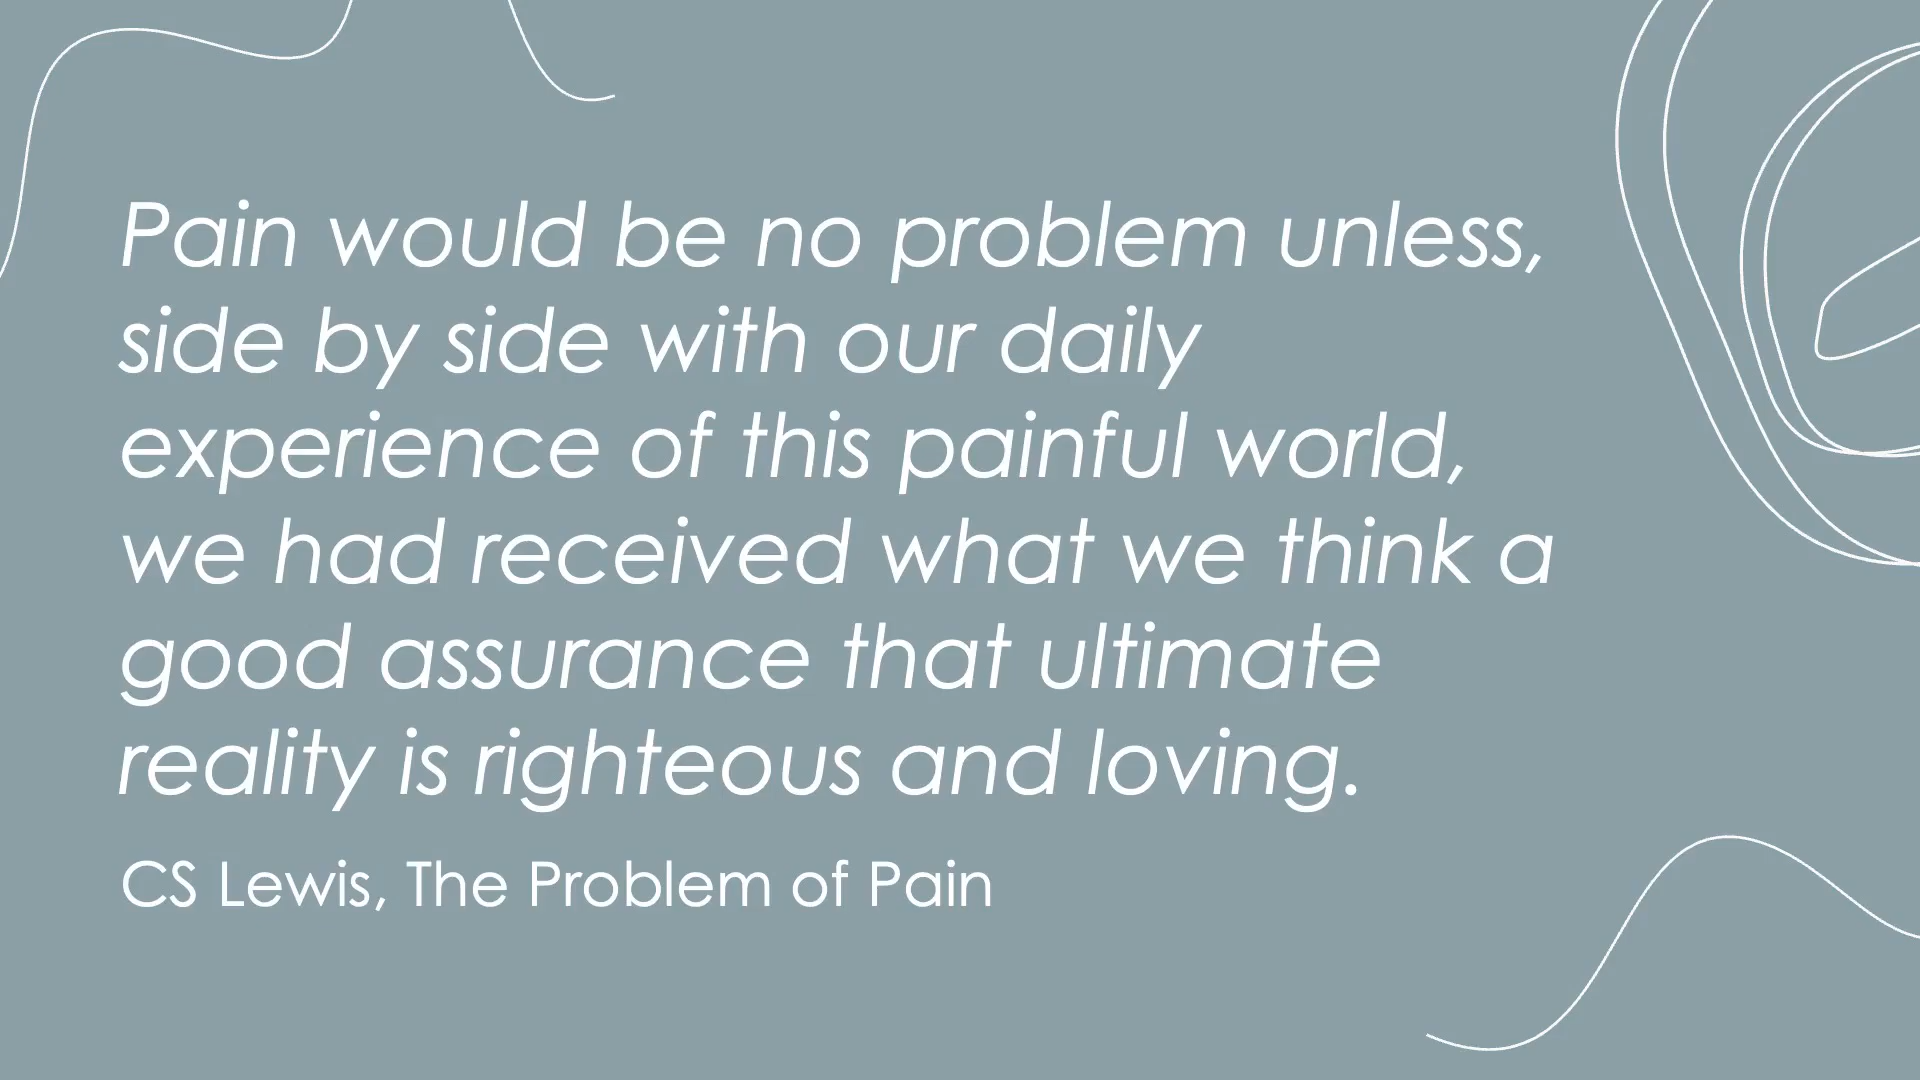 Pain would be no problem unless,
side by side with our daily
experience of this painful world,
we had received what we think a
good assurance that ultimate
reality is righteous and loving.
CS Lewis, The Problem of Pain